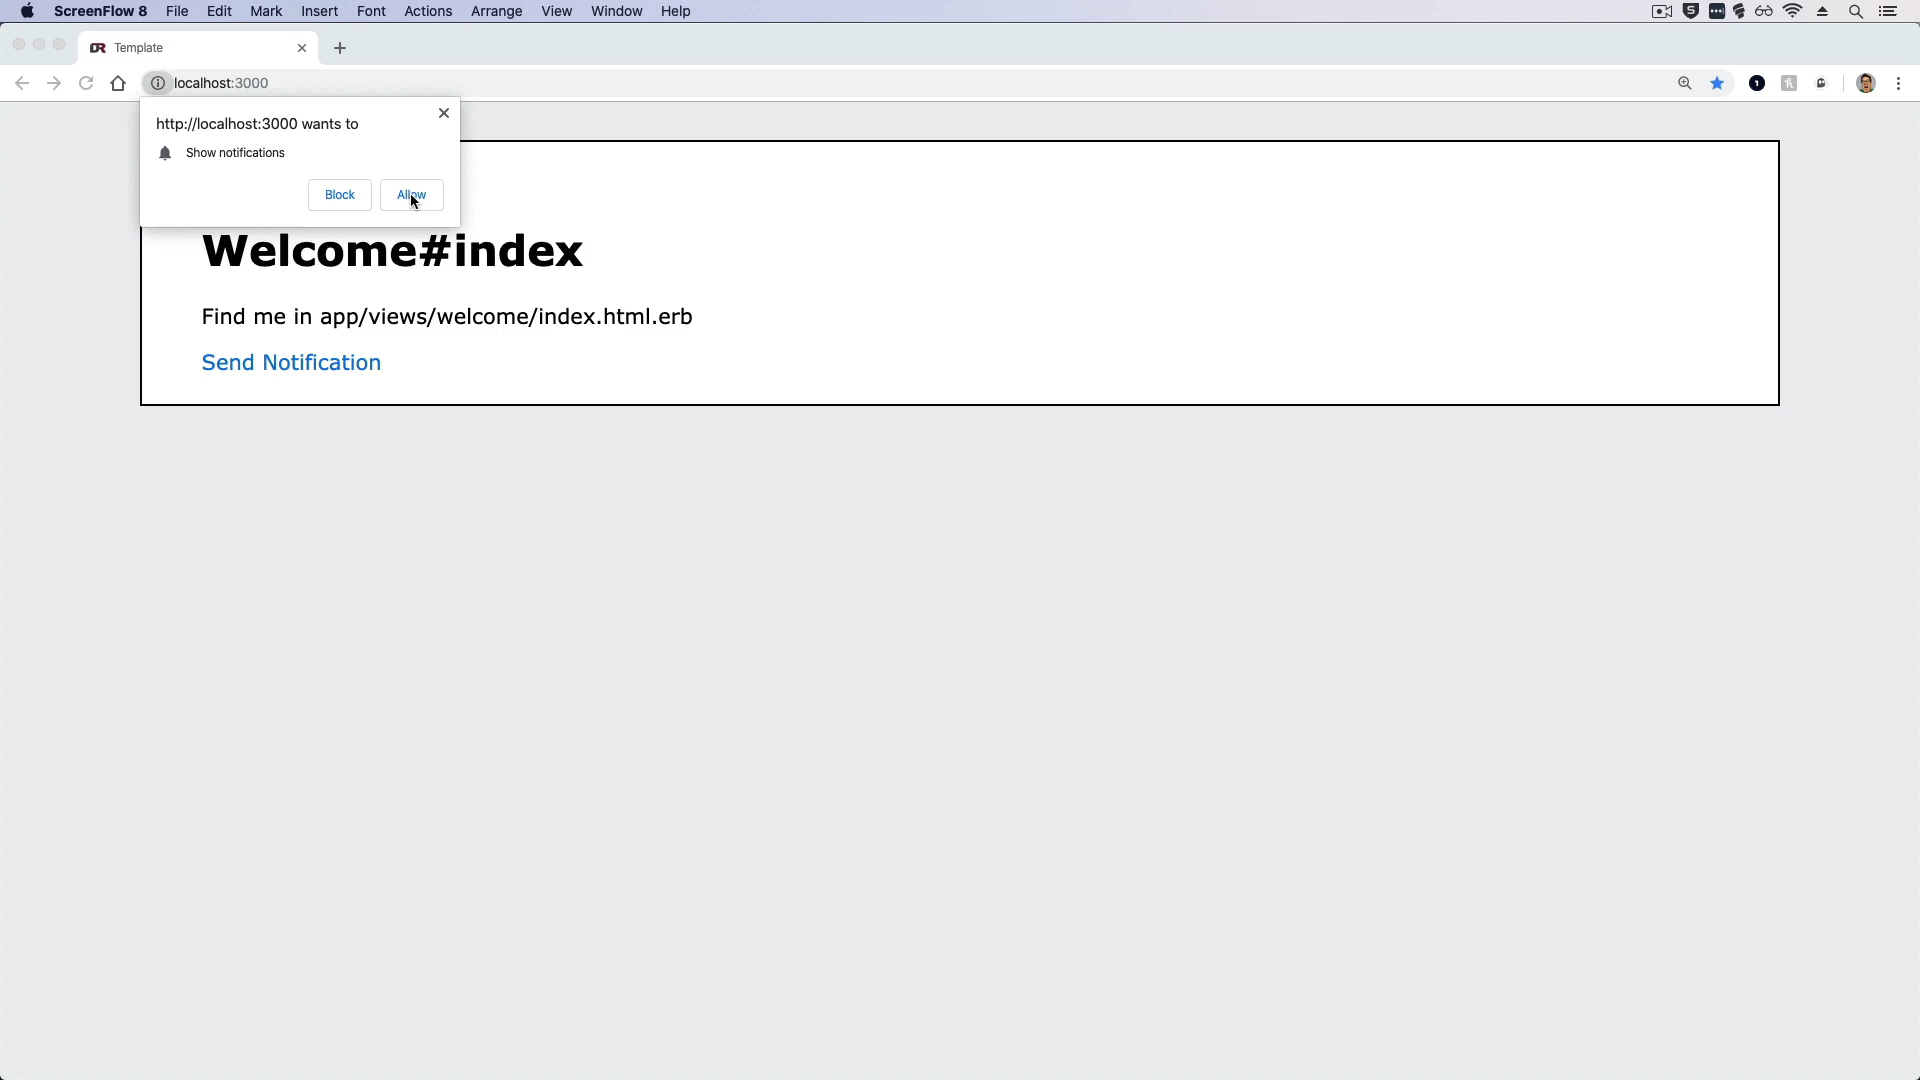 ScreenFlow 8 File Edit Mark Insert Font Actions Arrange View Window Help
Template
localhost:3000
http://localhost:3000 wants to
Show notifications
Block Allow
Welcome#index
Find me in app/views/welcome/index.html.erb
Send Notification